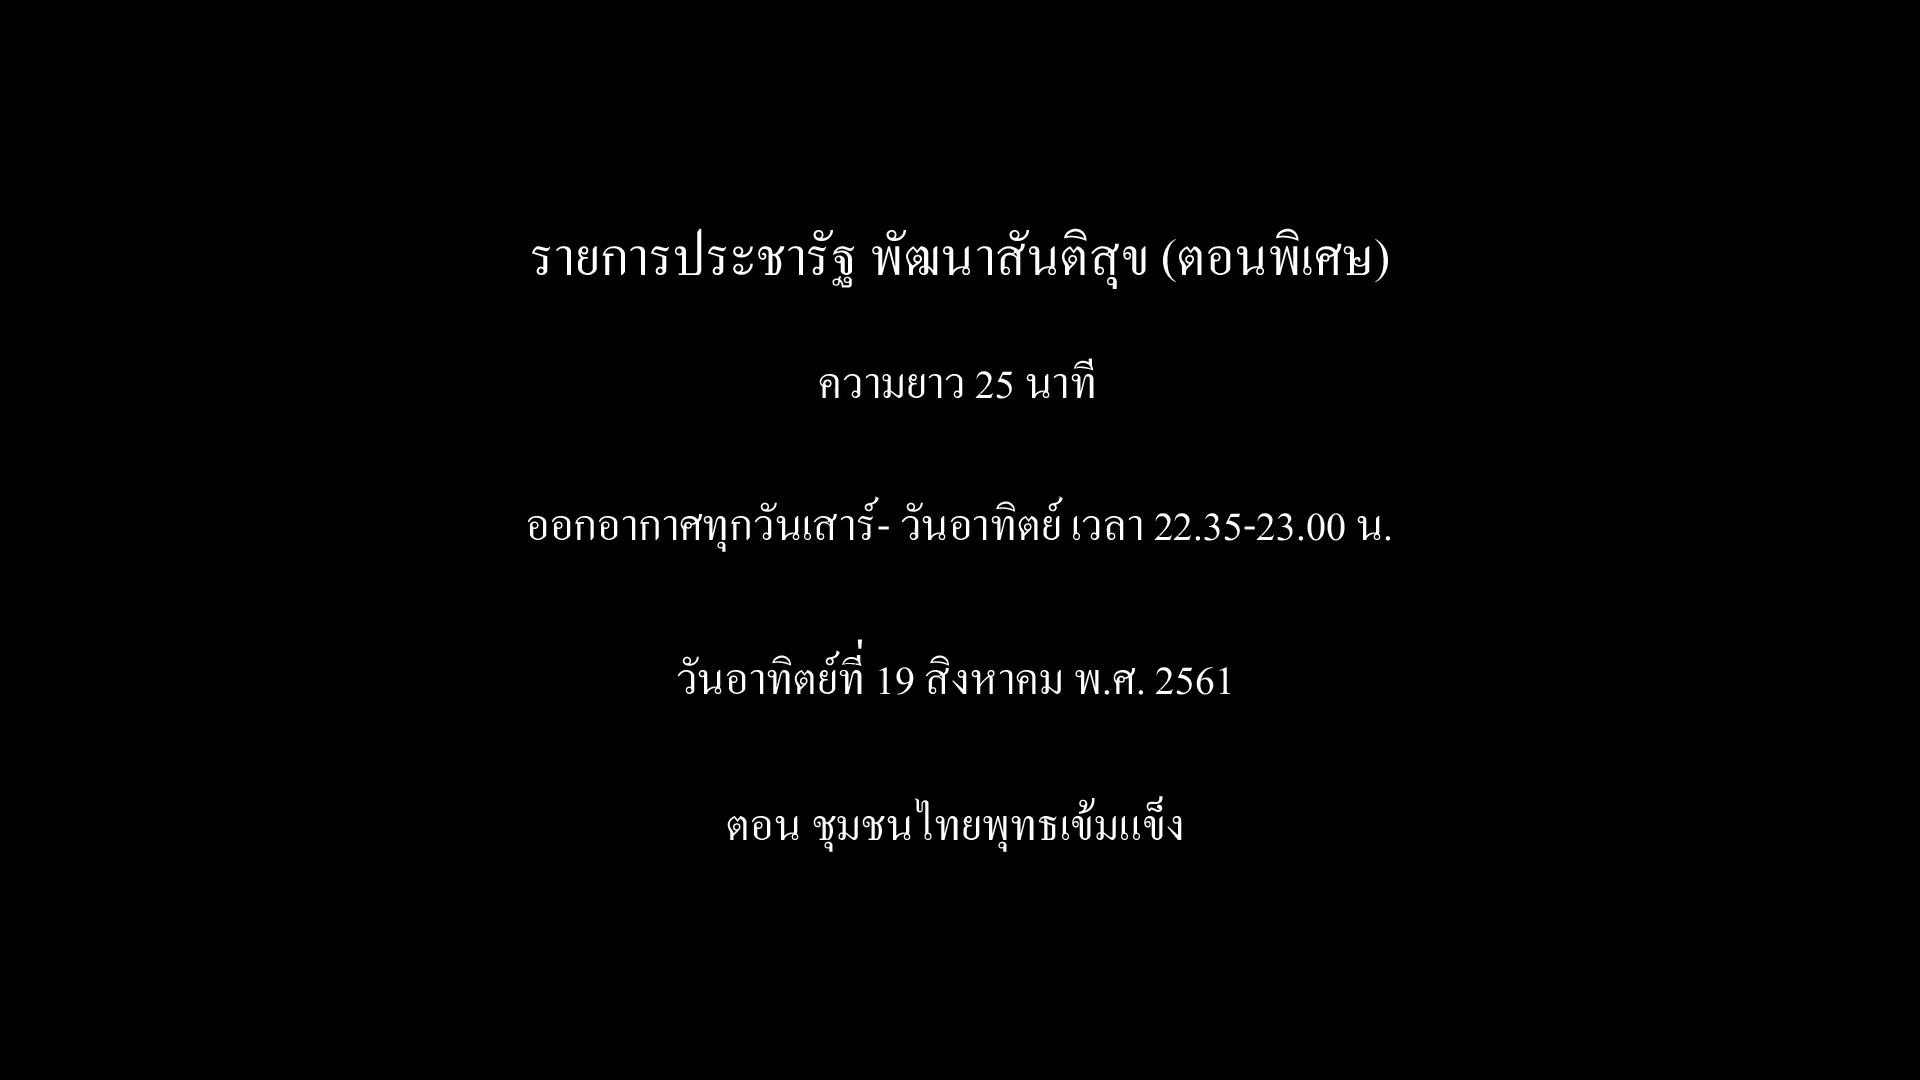 รายการประชารัฐ พัฒนาสันติสุข (ตอนพิเศษ)
ความยาว 25 นาที
ออกอากาศทุกวันเสาร์- วันอาทิตย์ เวลา 22.35-23.00 น.
วันอาทิตย์ที่ 19 สิงหาคม พ.ศ. 2561
ตอน ชุมชนไทยพุทธเข้มแข็ง